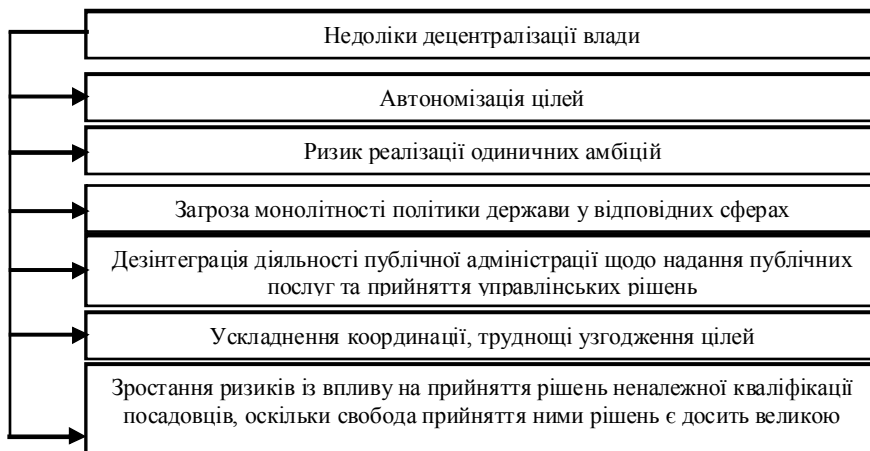 Недоліки децентралізації влади
Автономізація цілей
Ризик реалізації одиничних амбіцій
Загроза монолітності політики держави у відповідних сферах
Дезінтеграція діяльності публічної адміністрації щодо надання публічних
послуг та прийняття управлінських рішень
Ускладнення координації, труднощі узгодження цілей
Зростання ризиків із впливу на прийняття рішень неналежної кваліфікації
посадовців, оскільки свобода прийняття ними рішень є досить великою